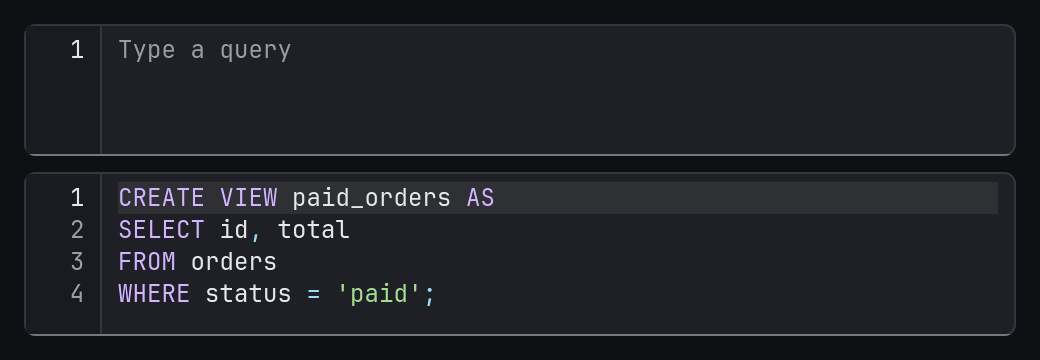 1 Type a query
1 CREATE VIEW paid_orders AS
2 SELECT id, total
3 FROM orders
4 WHERE status = 'paid';